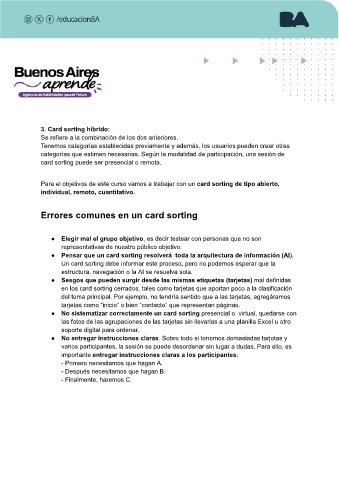 /educacionBA
BA
Buenos Aires
aprende
Agencia de Habilidades para el Futuro
3. Card sorting híbrido:
Se refiere a la combinación de los dos anteriores.
Tenemos categorías establecidas previamente y además, los usuarios pueden crear otras
categorías que estimen necesarias. Según la modalidad de participación, una sesión de
card sorting puede ser presencial o remota.
Para el objetivos de este curso vamos a trabajar con un card sorting de tipo abierto,
individual, remoto, cuantitativo.
Errores comunes en un card sorting
● Elegir mal el grupo objetivo, es decir testear con personas que no son
representativas de nuestro público objetivo.
● Pensar que un card sorting resolverá toda la arquitectura de información (AI).
Un card sorting debe informar este proceso, pero no podemos esperar que la
estructura, navegación o la AI se resuelva sola.
● Sesgos que pueden surgir desde las mismas etiquetas (tarjetas) mal definidas
en los card sorting cerrados, tales como tarjetas que aportan poco a la clasificación
del tema principal. Por ejemplo, no tendría sentido que a las tarjetas, agregáramos
tarjetas como "inicio" o bien "contacto" que representan páginas.
● No sistematizar correctamente un card sorting presencial o virtual, quedarse con
las fotos de las agrupaciones de las tarjetas sin llevarlas a una planilla Excel u otro
soporte digital para ordenar.
● No entregar instrucciones claras. Sobre todo si tenemos demasiadas tarjetas y
varios participantes, la sesión se puede desordenar sin lugar a dudas. Para ello, es
importante entregar instrucciones claras a los participantes:
- Primero necesitamos que hagan A.
- Después necesitamos que hagan B.
- Finalmente, haremos C.